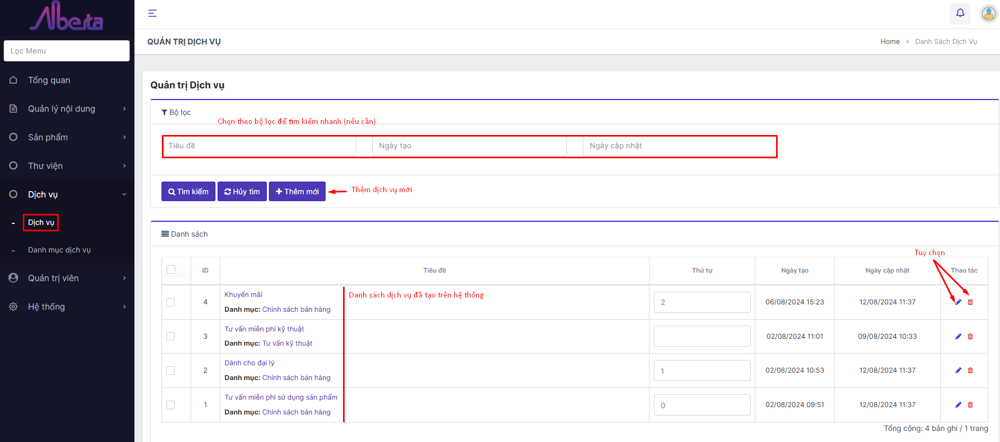 Alberta
Lọc Menu
Tổng quan
Quản lý nội dung
Sản phẩm
Thư viện
Dịch vụ
- Dịch vụ
- Danh mục dịch vụ
Quản trị viên
Hệ thống
QUẢN TRỊ DỊCH VỤ
Home > Danh Sách Dịch Vụ
Quản trị Dịch vụ
Bộ lọc
Chọn theo bộ lọc để tìm kiếm nhanh (nếu cần)
Tiêu đề Ngày tạo Ngày cập nhật
Tìm kiếm Hủy tìm Thêm mới Thêm dịch vụ mới
Danh sách
Tùy chọn
ID Tiêu đề Thứ tự Ngày tạo Ngày cập nhật Thao tác
Khuyến mãi
Danh sách dịch vụ đã tạo trên hệ thống
4 Danh mục: Chính sách bán hàng 2 06/08/2024 15:23 12/08/2024 11:37
Tư vấn miễn phí kỹ thuật
3 Danh mục: Tư vấn kỹ thuật 02/08/2024 11:01 09/08/2024 10:33
Dành cho đại lý
2 Danh mục: Chính sách bán hàng 1 02/08/2024 10:53 12/08/2024 11:37
Tư vấn miễn phí sử dụng sản phẩm
1 Danh mục: Chính sách bán hàng 0 02/08/2024 09:51 12/08/2024 11:37
Tổng cộng: 4 bản ghi / 1 trang